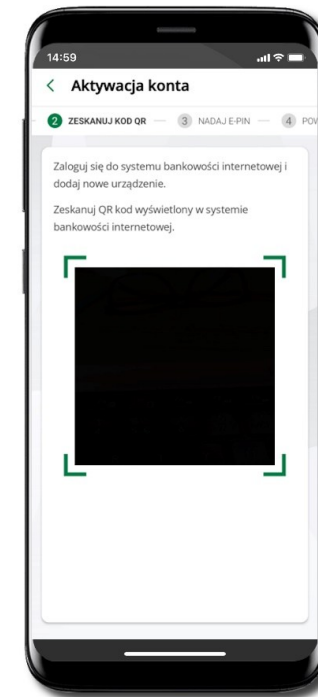 14:59
Aktywacja konta
2 ZESKANUJ KOD QR 3 NADAJ E-PIN 4
Zaloguj się do systemu bankowości internetowej i
dodaj nowe urządzenie.
Zeskanuj QR kod wyświetlony w systemie
bankowości internetowej.